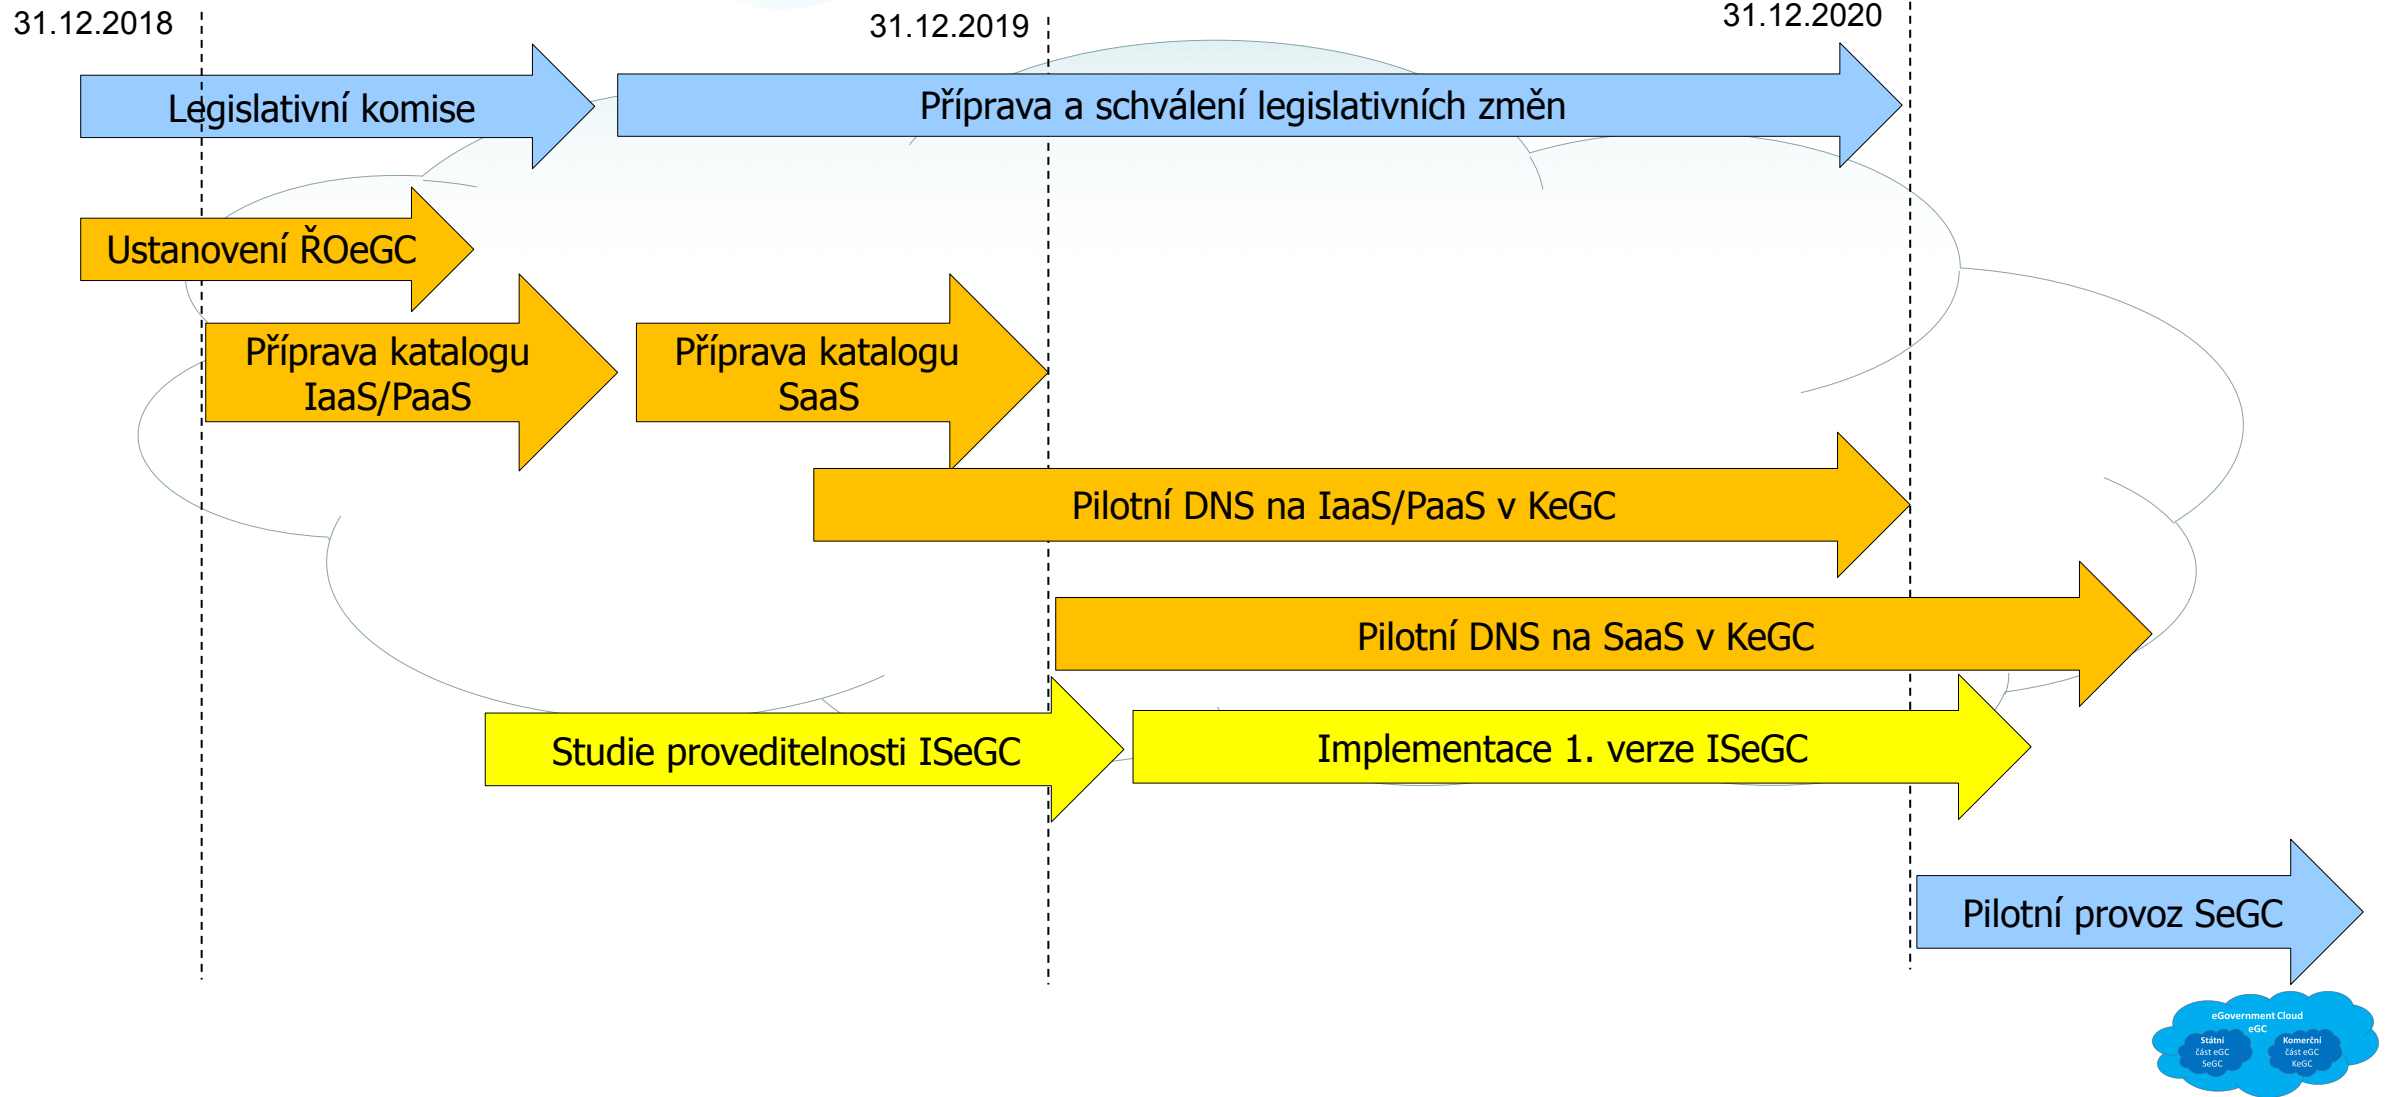 31.12.2018
31.12.2019
31.12.2020
Legislativní komise
Příprava a schválení legislativních změn
Ustanovení ŘOeGC
Příprava katalogu
IaaS/PaaS
Příprava katalogu
SaaS
Pilotní DNS na IaaS/PaaS v KeGC
Pilotní DNS na SaaS v KeGC
Studie proveditelnosti ISeGC
Implementace 1. verze ISeGC
Pilotní provoz SeGC
eGovernment Cloud
eGC
Státní
část eGC
SeGC
Komerční
část eGC
KeGC